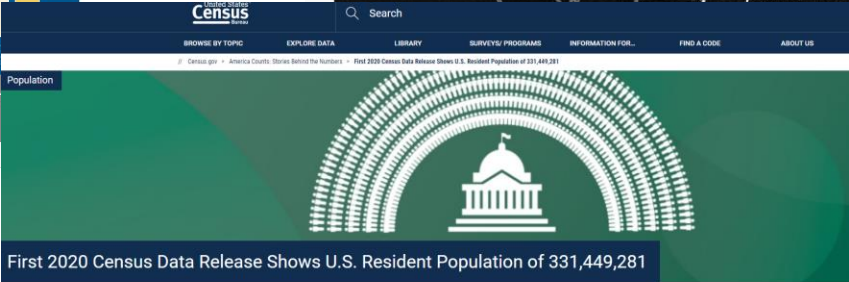 United States
Census
Bureau
Search
BROWSE BY TOPIC EXPLORE DATA LIBRARY SURVEYS/ PROGRAMS INFORMATION FOR... FIND A CODE ABOUT US
// Census.gov > America Counts: Stories Behind the Numbers > First 2020 Census Data Release Shows U.S. Resident Population of 331,449,281
Population
First 2020 Census Data Release Shows U.S. Resident Population of 331,449,281